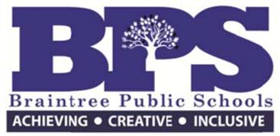 BPS
Braintree Public Schools
ACHIEVING • CREATIVE • INCLUSIVE